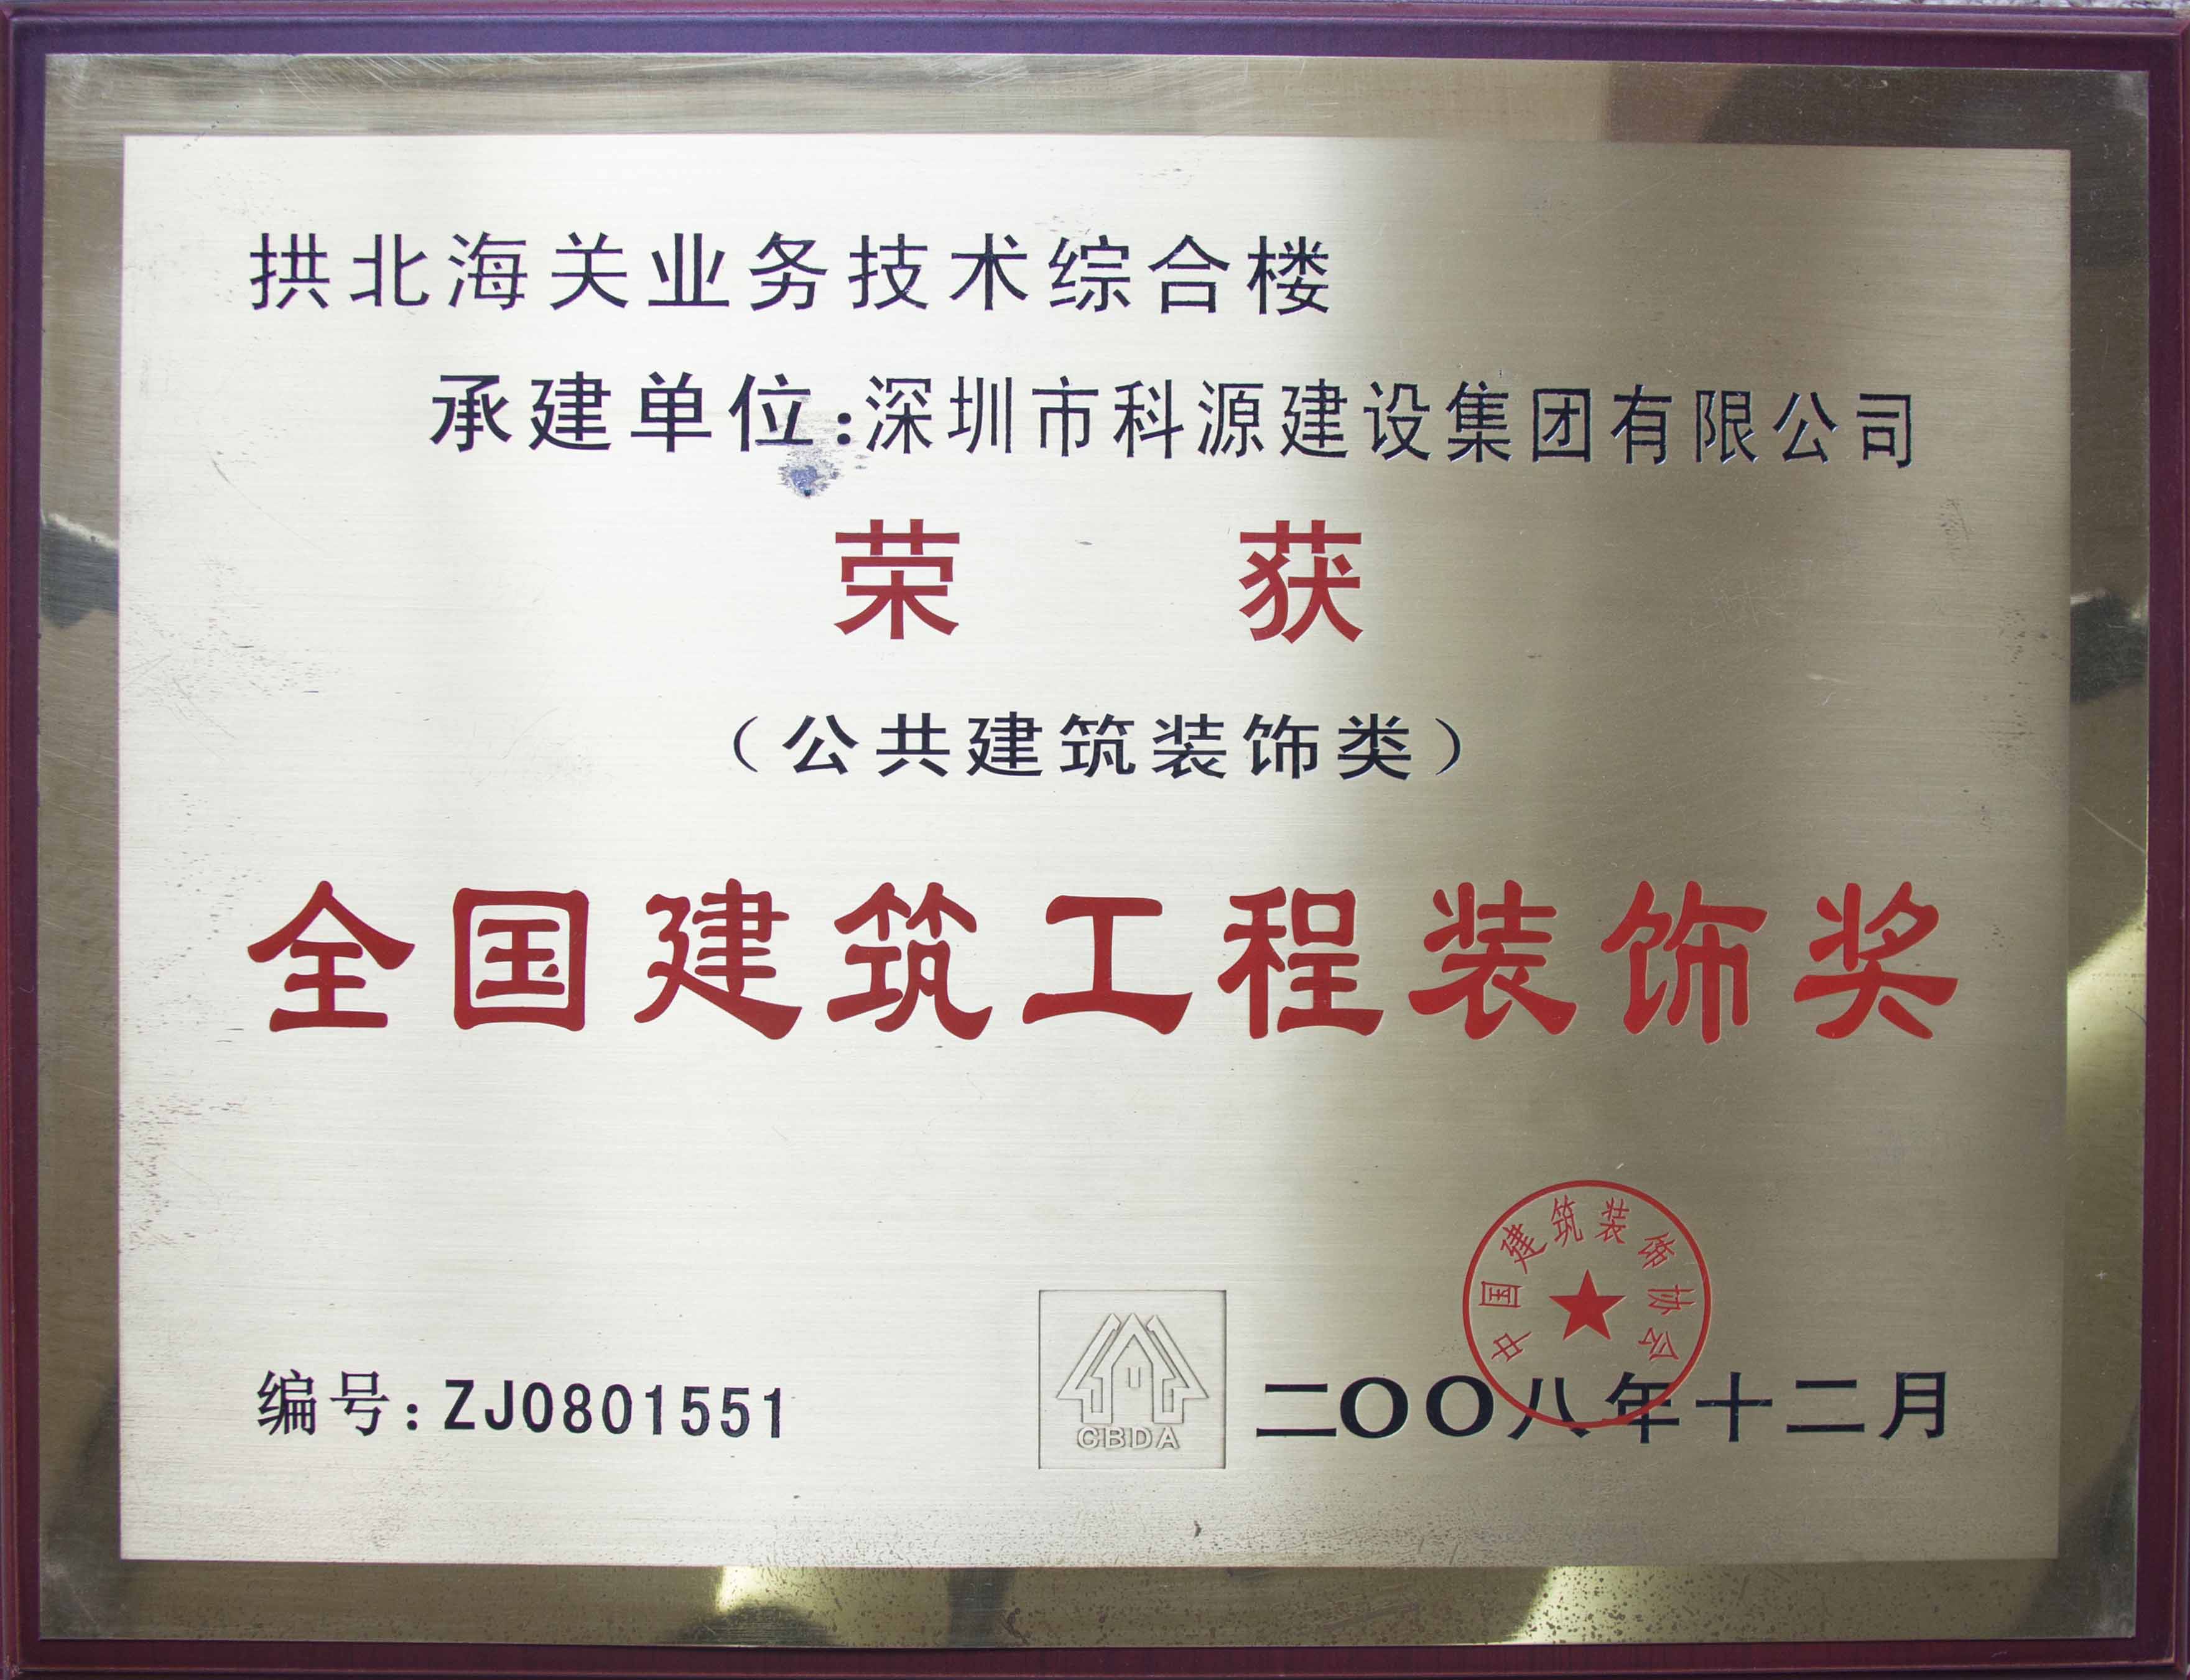 拱北海关业务技术综合楼
承建单位:深圳市科源建设集团有限公司
荣 获
（公共建筑装饰类）
全国建筑工程装饰奖
中国建筑装饰协会
编号:ZJ0801551
CBDA
二〇〇八年十二月